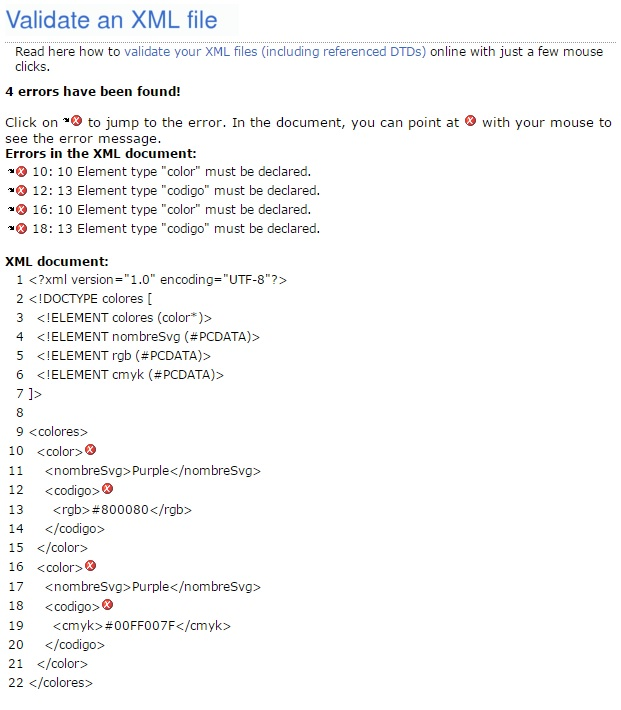 Validate an XML file
Read here how to validate your XML files (including referenced DTDs) online with just a few mouse
clicks.
4 errors have been found!
Click on to jump to the error. In the document, you can point at with your mouse to
see the error message.
Errors in the XML document:
10: 10 Element type "color" must be declared.
12: 13 Element type "codigo" must be declared.
16: 10 Element type "color" must be declared.
18: 13 Element type "codigo" must be declared.
XML document:
1 <?xml version="1.0" encoding="UTF-8"?>
2 <!DOCTYPE colores [
3 <!ELEMENT colores (color*)>
4 <!ELEMENT nombreSvg (#PCDATA)>
5 <!ELEMENT rgb (#PCDATA)>
6 <!ELEMENT cmyk (#PCDATA)>
7 ]>
8
9 <colores>
10 <color>
11 <nombreSvg>Purple</nombreSvg>
12 <codigo>
13 <rgb>#800080</rgb>
14 </codigo>
15 </color>
16 <color>
17 <nombreSvg>Purple</nombreSvg>
18 <codigo>
19 <cmyk>#00FF007F</cmyk>
20 </codigo>
21 </color>
22 </colores>